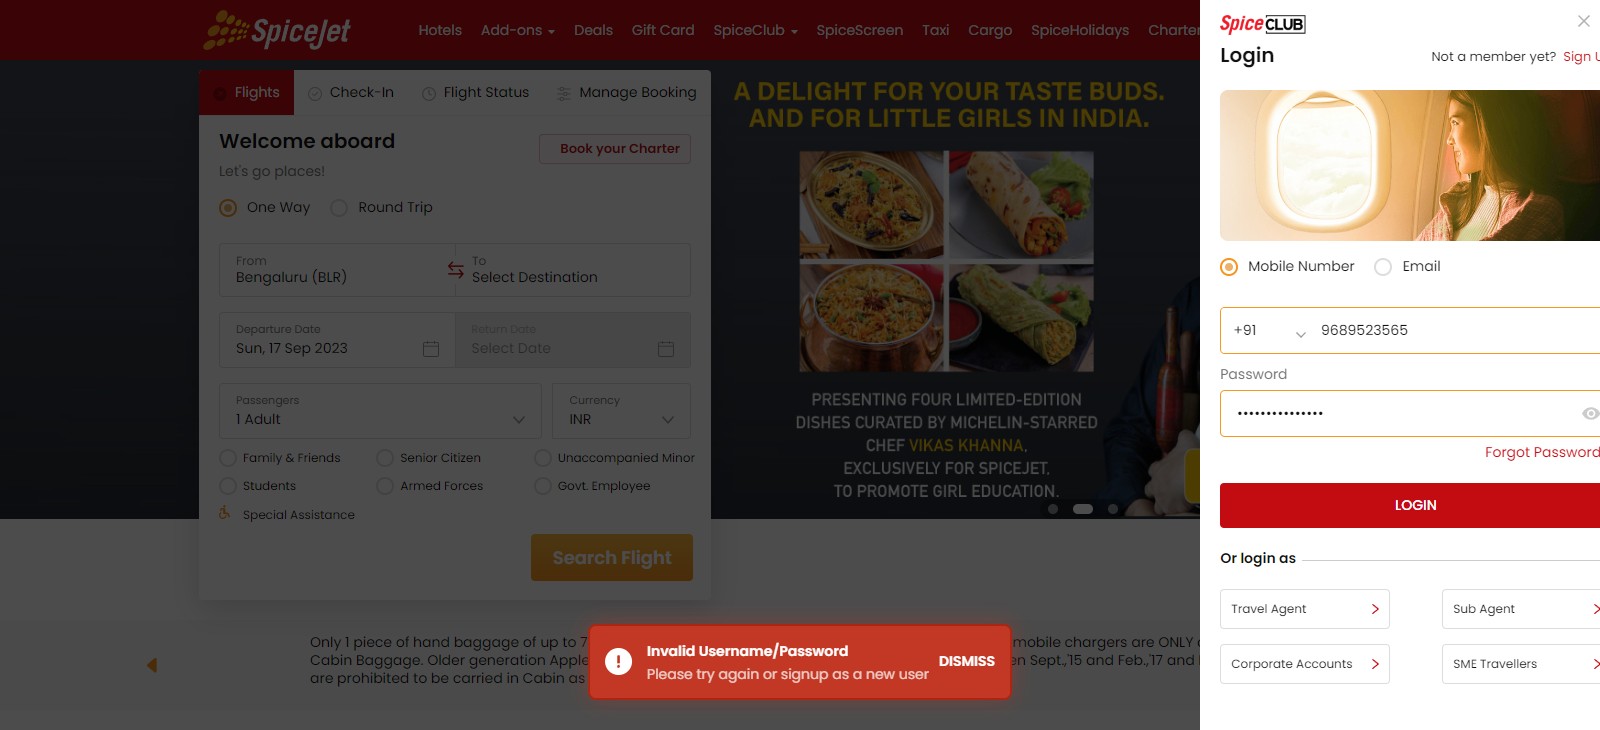 SpiceJet
Hotels Add-ons Deals Gift Card SpiceClub SpiceScreen Taxi Cargo SpiceHolidays Charter
Flights Check-In Flight Status Manage Booking
Welcome aboard
Book your Charter
Let's go places!
One Way Round Trip
From
Bengaluru (BLR)
To
Select Destination
Departure Date
Sun, 17 Sep 2023
Return Date
Select Date
Passengers
1 Adult
Currency
INR
Family & Friends Senior Citizen Unaccompanied Minor
Students Armed Forces Govt. Employee
Special Assistance
Search Flight
A DELIGHT FOR YOUR TASTE BUDS.
AND FOR LITTLE GIRLS IN INDIA.
PRESENTING FOUR LIMITED-EDITION
DISHES CURATED BY MICHELIN-STARRED
CHEF VIKAS KHANNA,
EXCLUSIVELY FOR SPICEJET,
TO PROMOTE GIRL EDUCATION.
Only 1 piece of hand baggage of up to 7 mobile chargers are ONLY
Cabin Baggage. Older generation Apple en Sept.,'15 and Feb.,'17 and
are prohibited to be carried in Cabin as
Invalid Username/Password
Please try again or signup as a new user
DISMISS
SpiceCLUB
Login
Not a member yet? Sign U
Mobile Number Email
+91 9689523565
Password
•••••••••••••••
Forgot Password
LOGIN
Or login as
Travel Agent Sub Agent
Corporate Accounts SME Travellers